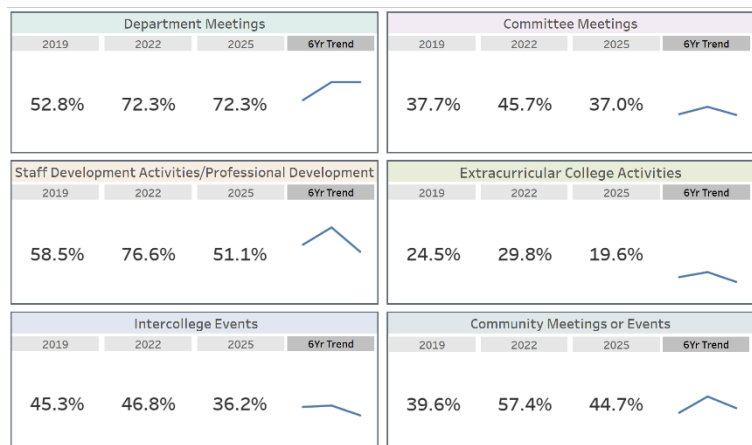 Department Meetings
2019 2022 2025 6Yr Trend
52.8% 72.3% 72.3%
Committee Meetings
2019 2022 2025 6Yr Trend
37.7% 45.7% 37.0%
Staff Development Activities/Professional Development
2019 2022 2025 6Yr Trend
58.5% 76.6% 51.1%
Extracurricular College Activities
2019 2022 2025 6Yr Trend
24.5% 29.8% 19.6%
Intercollege Events
2019 2022 2025 6Yr Trend
45.3% 46.8% 36.2%
Community Meetings or Events
2019 2022 2025 6Yr Trend
39.6% 57.4% 44.7%